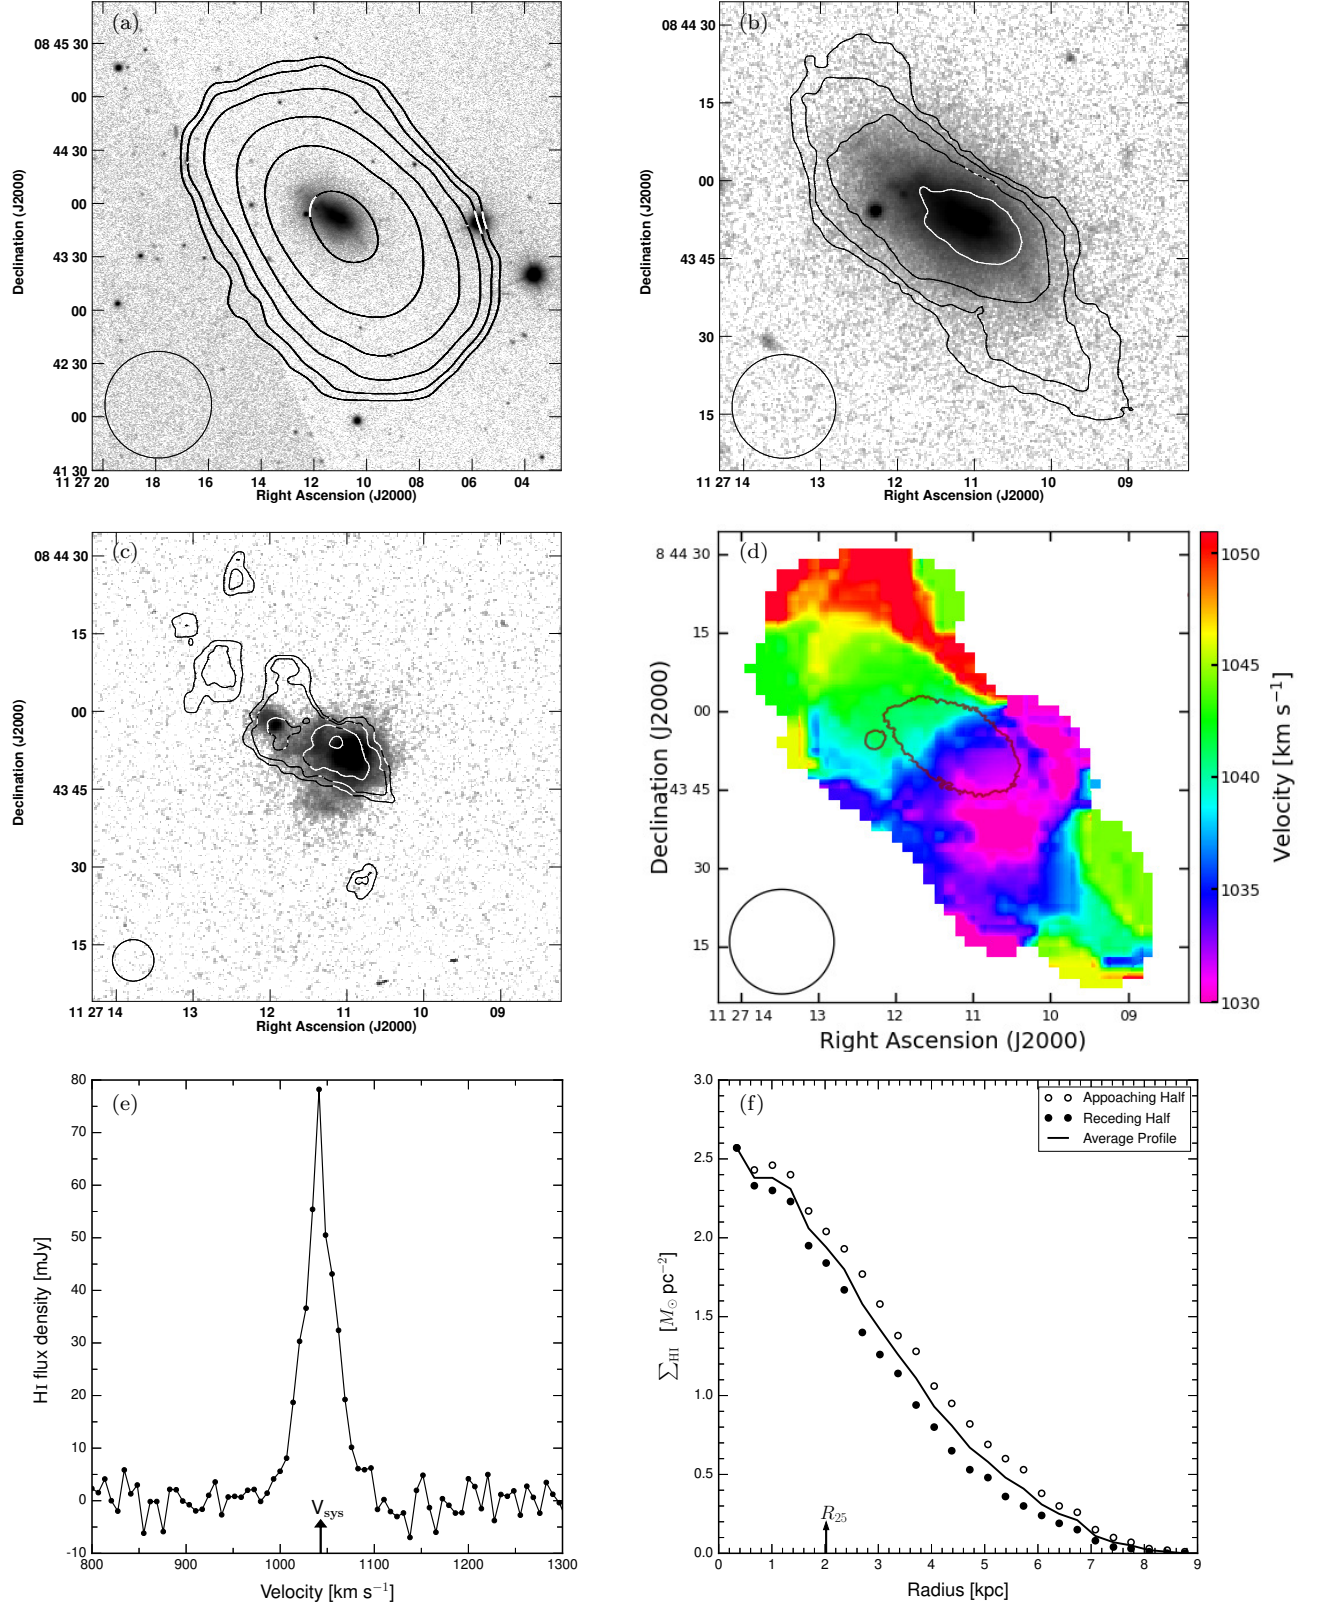 (a)
08 45 30
00
44 30
00
43 30
00
42 30
00
41 30
11 27 20 18 16 14 12 10 08 06 04
Right Ascension (J2000)
Declination (J2000)
(b)
08 44 30
15
00
43 45
30
15
11 27 14 13 12 11 10 09
Right Ascension (J2000)
Declination (J2000)
(c)
08 44 30
15
00
43 45
30
15
11 27 14 13 12 11 10 09
Right Ascension (J2000)
Declination (J2000)
(d)
8 44 30
15
00
43 45
30
15
11 27 14 13 12 11 10 09
Right Ascension (J2000)
Declination (J2000)
1050
1045
1040
1035
1030
Velocity [km s⁻¹]
(e)
80
70
60
50
40
30
20
10
0
-10
800 900 1000 1100 1200 1300
Vsys
Velocity [km s⁻¹]
HI flux density [mJy]
(f)
Appoaching Half
Receding Half
Average Profile
3.0
2.5
2.0
1.5
1.0
0.5
0.0
0 1 2 3 4 5 6 7 8 9
R₂₅
Radius [kpc]
∑HI [M⊙ pc⁻²]